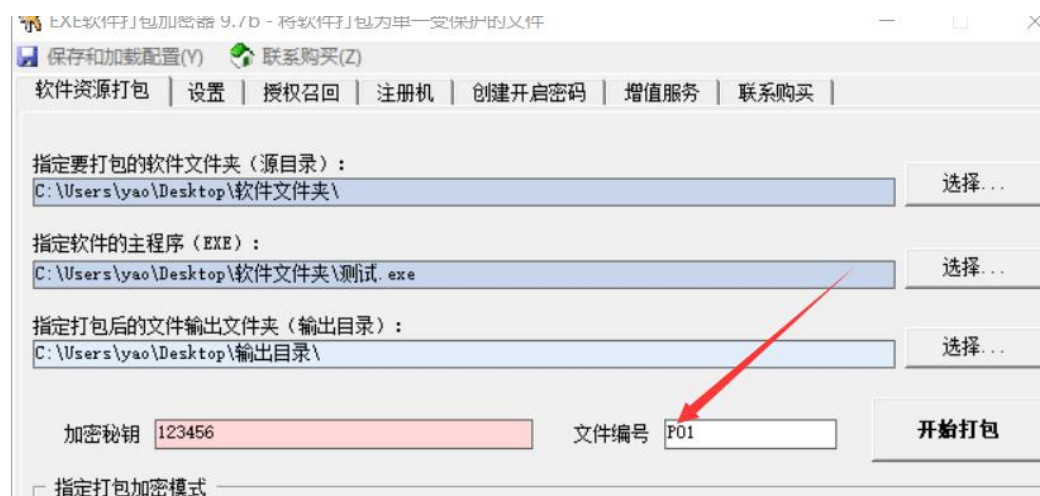 EXE软件打包加密器 9.7b - 将软件打包为单一受保护的文件
保存和加载配置(Y) 联系购买(Z)
软件资源打包 设置 授权召回 注册机 创建开启密码 增值服务 联系购买
指定要打包的软件文件夹（源目录）：
C:\Users\yao\Desktop\软件文件夹\
选择...
指定软件的主程序（EXE）：
C:\Users\yao\Desktop\软件文件夹\测试.exe
选择...
指定打包后的文件输出文件夹（输出目录）：
C:\Users\yao\Desktop\输出目录\
选择...
加密秘钥 123456 文件编号 P01 开始打包
指定打包加密模式